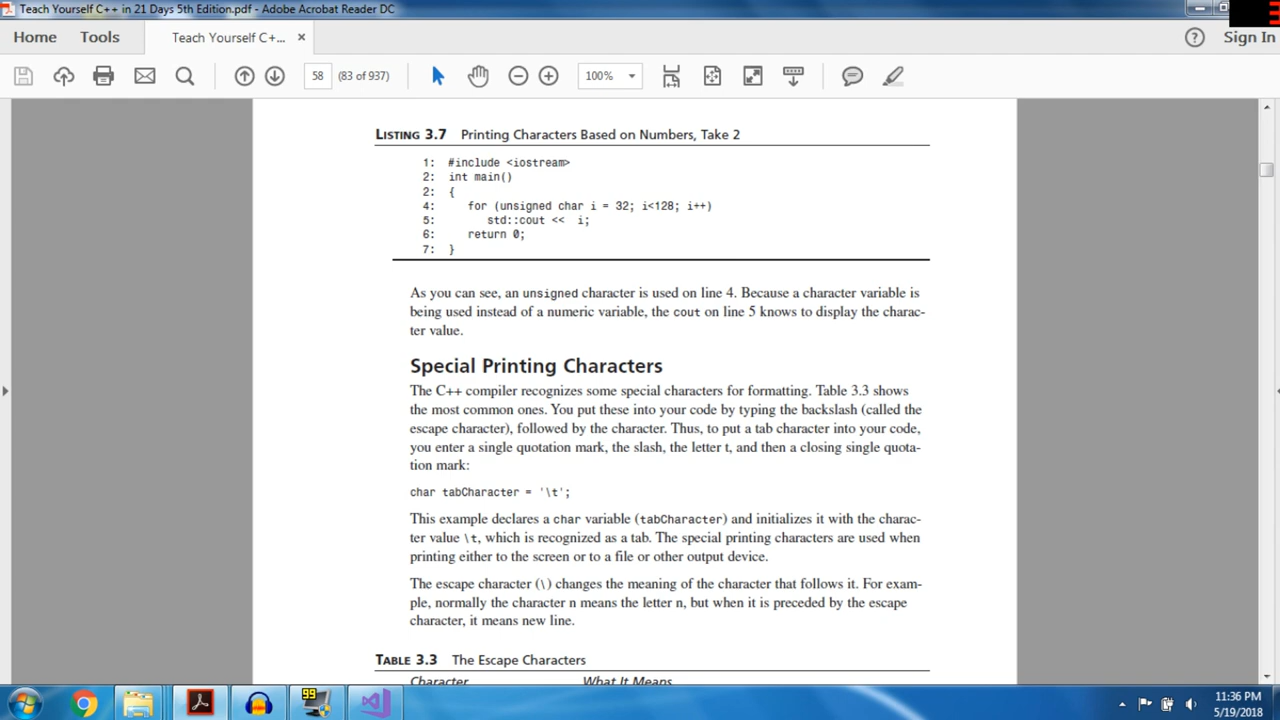 Teach Yourself C++ in 21 Days 5th Edition.pdf - Adobe Acrobat Reader DC
Home Tools Teach Yourself C+... × ? Sign In
58 (83 of 937) 100%
LISTING 3.7 Printing Characters Based on Numbers, Take 2
1: #include <iostream>
2: int main()
2: {
4: for (unsigned char i = 32; i<128; i++)
5: std::cout << i;
6: return 0;
7: }
As you can see, an unsigned character is used on line 4. Because a character variable is
being used instead of a numeric variable, the cout on line 5 knows to display the charac-
ter value.
Special Printing Characters
The C++ compiler recognizes some special characters for formatting. Table 3.3 shows
the most common ones. You put these into your code by typing the backslash (called the
escape character), followed by the character. Thus, to put a tab character into your code,
you enter a single quotation mark, the slash, the letter t, and then a closing single quota-
tion mark:
char tabCharacter = '\t';
This example declares a char variable (tabCharacter) and initializes it with the charac-
ter value \t, which is recognized as a tab. The special printing characters are used when
printing either to the screen or to a file or other output device.
The escape character (\) changes the meaning of the character that follows it. For exam-
ple, normally the character n means the letter n, but when it is preceded by the escape
character, it means new line.
TABLE 3.3 The Escape Characters
Character What It Means
99
11:36 PM
5/19/2018